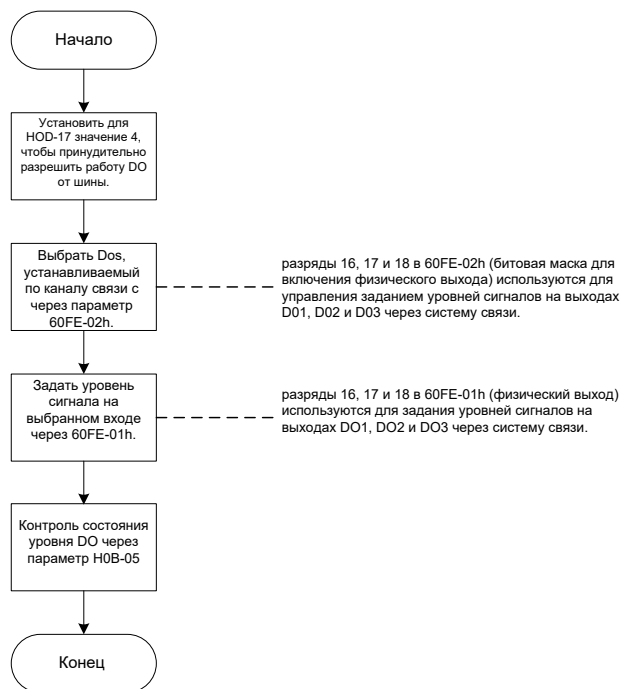 Начало
Установить для
HOD-17 значение 4,
чтобы принудительно
разрешить работу DO
от шины.
Выбрать Dos,
устанавливаемый
по каналу связи с
через параметр
60FE-02h.
разряды 16, 17 и 18 в 60FE-02h (битовая маска для
включения физического выхода) используются для
управления заданием уровней сигналов на выходах
D01, D02 и D03 через систему связи.
Задать уровень
сигнала на
выбранном входе
через 60FE-01h.
разряды 16, 17 и 18 в 60FE-01h (физический выход)
используются для задания уровней сигналов на
выходах DO1, DO2 и DO3 через систему связи.
Контроль состояния
уровня DO через
параметр H0B-05
Конец